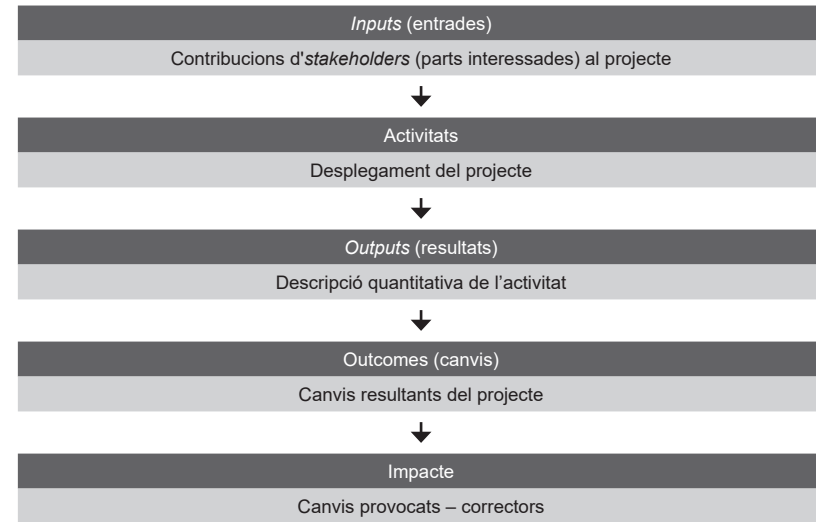 Inputs (entrades)
Contribucions d'stakeholders (parts interessades) al projecte
Activitats
Desplegament del projecte
Outputs (resultats)
Descripció quantitativa de l’activitat
Outcomes (canvis)
Canvis resultants del projecte
Impacte
Canvis provocats – correctors